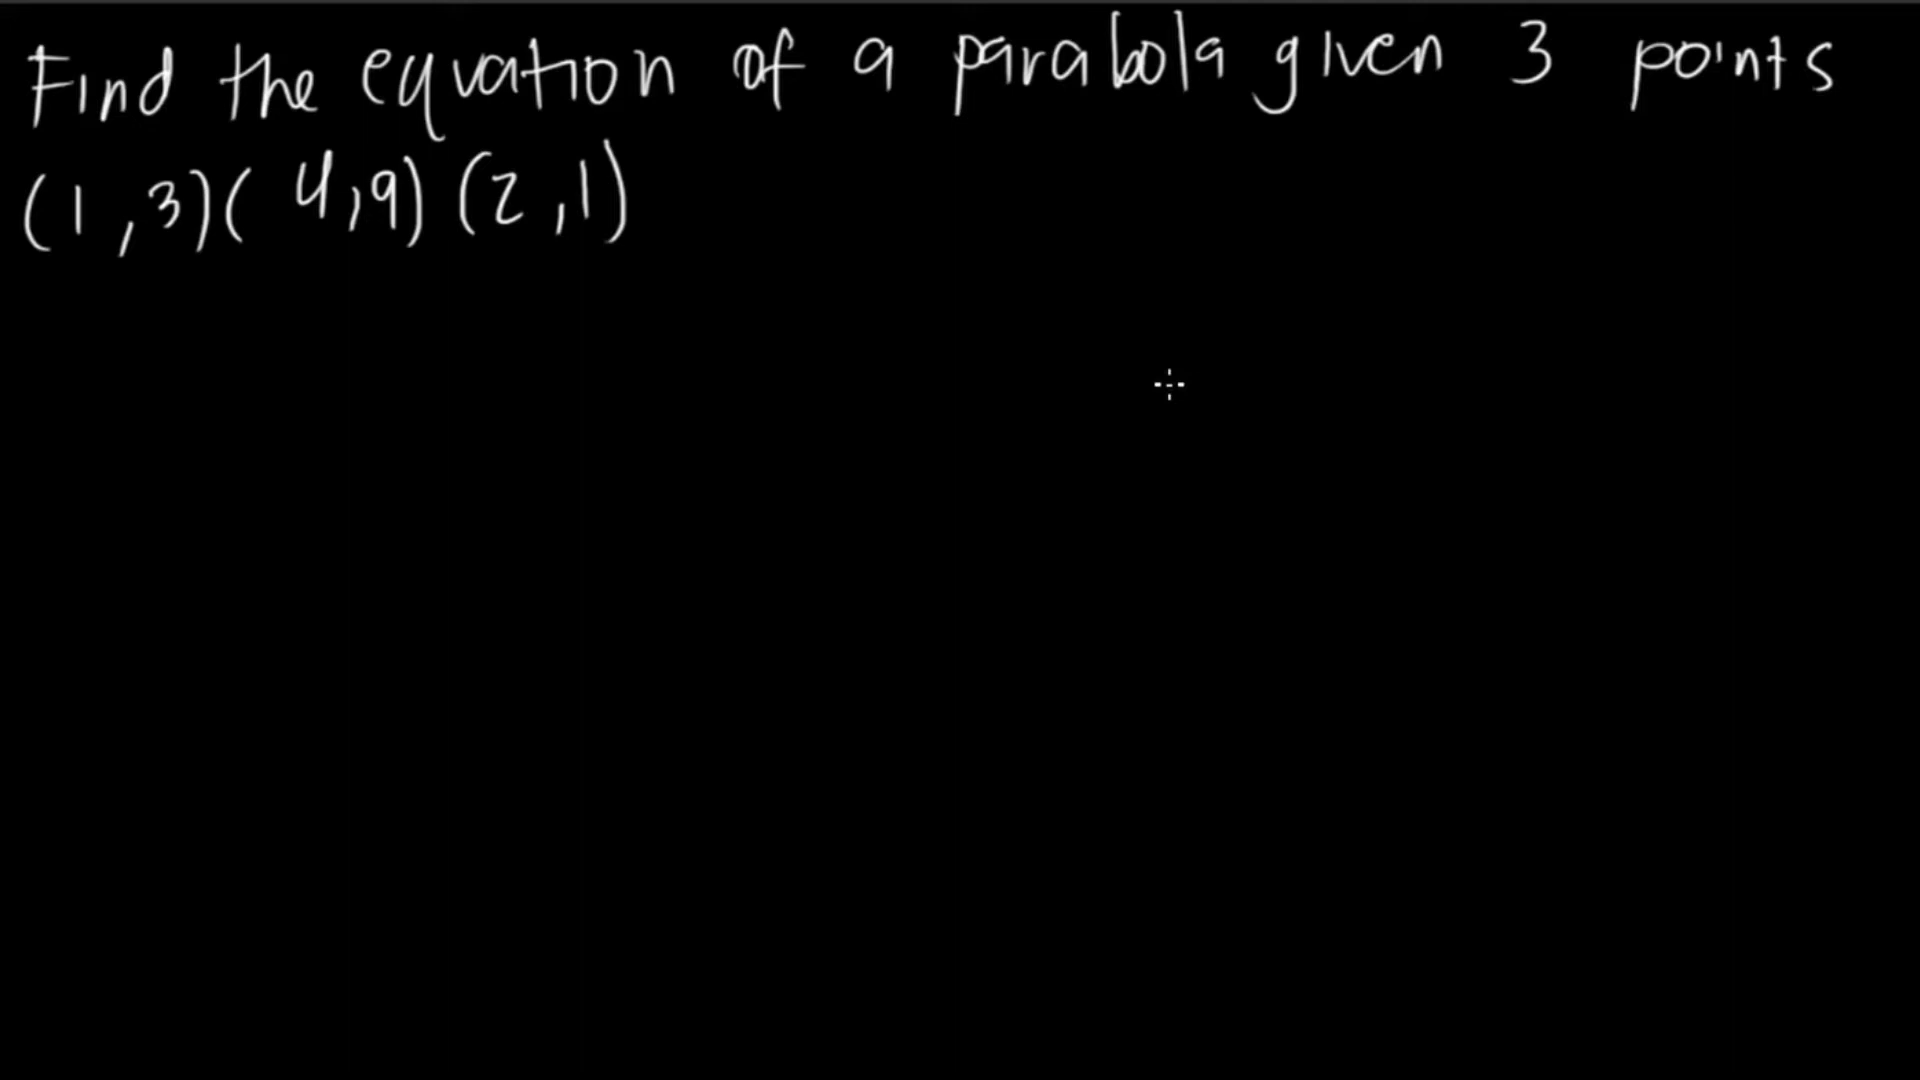 Find the equation of a parabola given 3 points
(1,3)(4,9)(2,1)